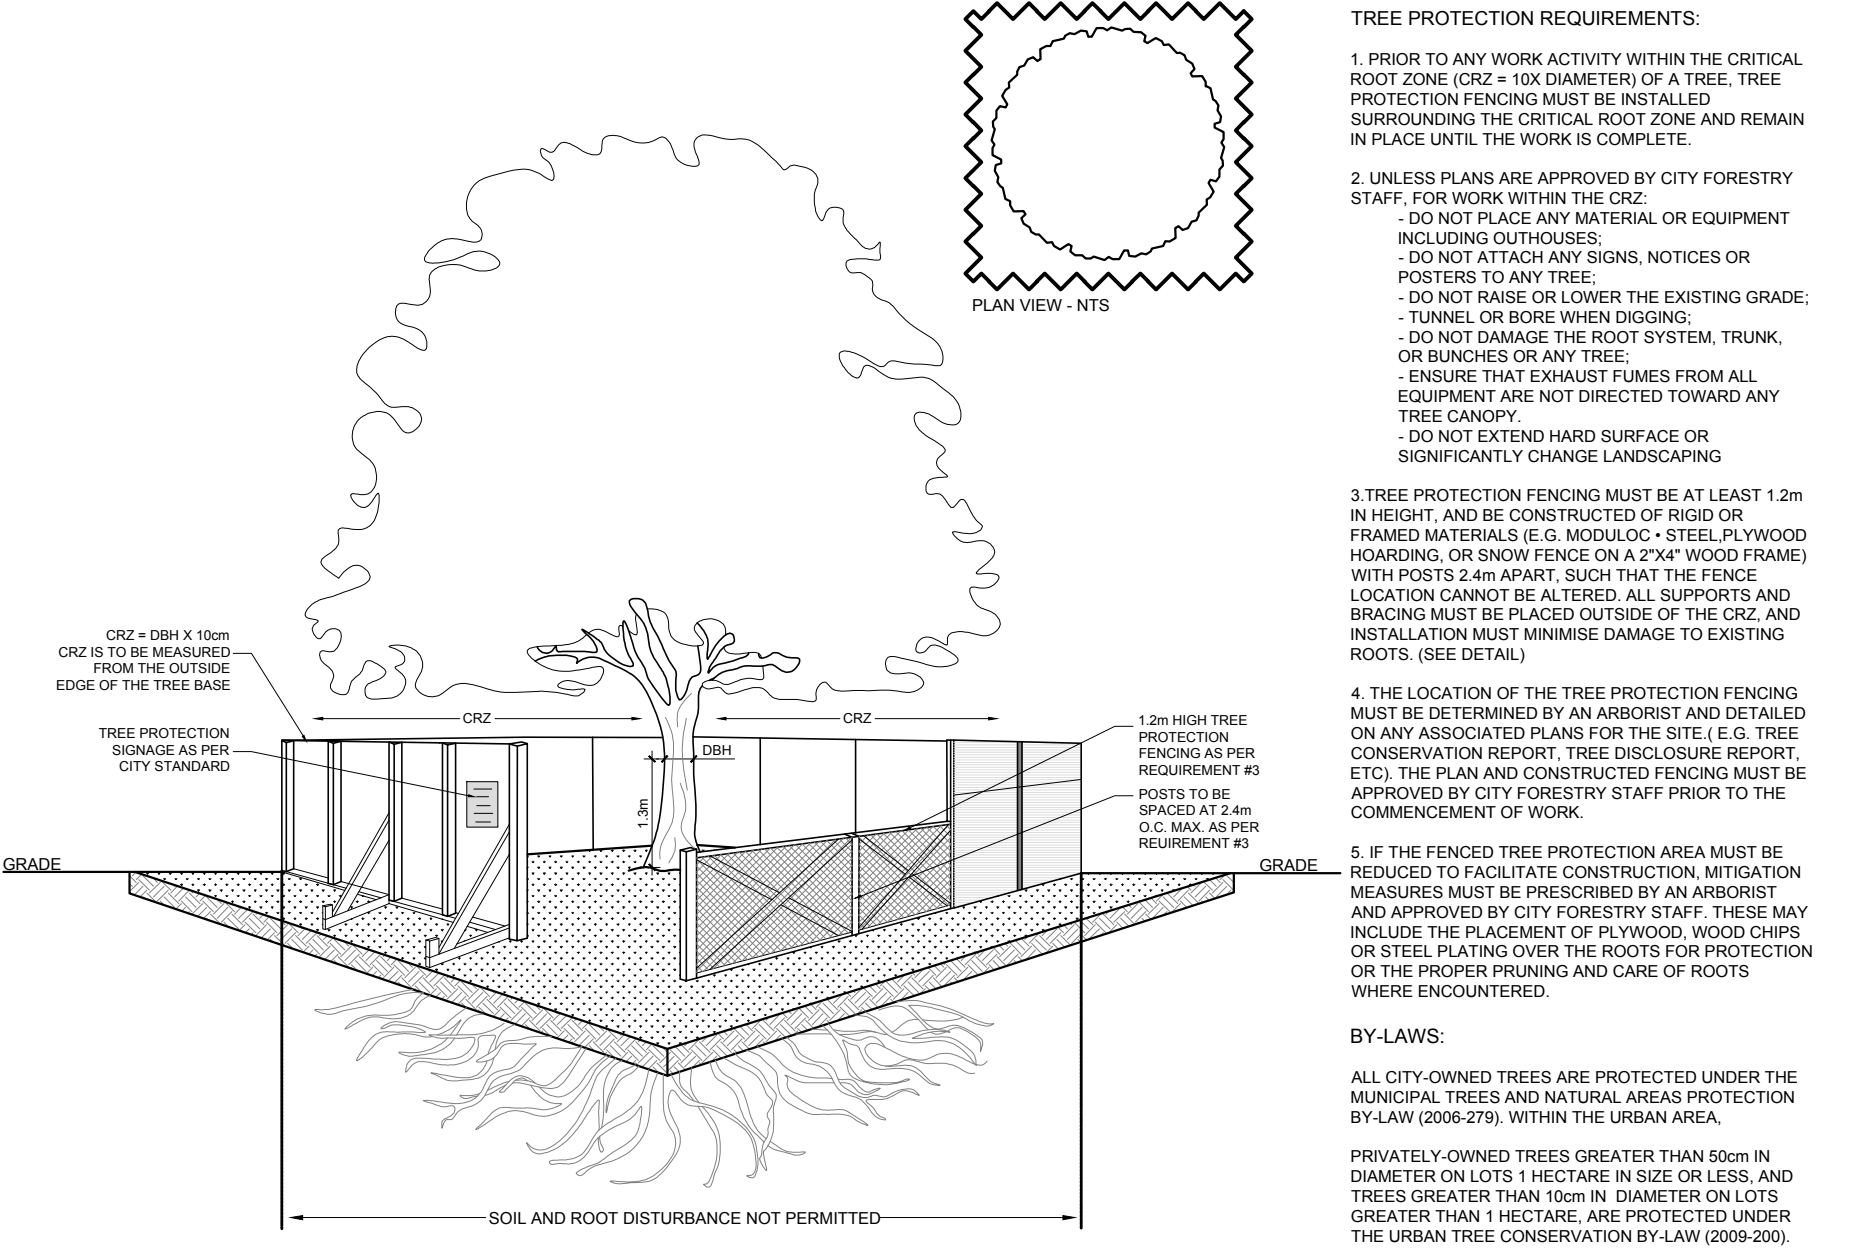 PLAN VIEW - NTS
CRZ = DBH X 10cm
CRZ IS TO BE MEASURED
FROM THE OUTSIDE
EDGE OF THE TREE BASE
TREE PROTECTION
SIGNAGE AS PER
CITY STANDARD
CRZ
CRZ
DBH
1.3m
1.2m HIGH TREE
PROTECTION
FENCING AS PER
REQUIREMENT #3
POSTS TO BE
SPACED AT 2.4m
O.C. MAX. AS PER
REUIREMENT #3
GRADE
GRADE
SOIL AND ROOT DISTURBANCE NOT PERMITTED
TREE PROTECTION REQUIREMENTS:
1. PRIOR TO ANY WORK ACTIVITY WITHIN THE CRITICAL
ROOT ZONE (CRZ = 10X DIAMETER) OF A TREE, TREE
PROTECTION FENCING MUST BE INSTALLED
SURROUNDING THE CRITICAL ROOT ZONE AND REMAIN
IN PLACE UNTIL THE WORK IS COMPLETE.
2. UNLESS PLANS ARE APPROVED BY CITY FORESTRY
STAFF, FOR WORK WITHIN THE CRZ:
- DO NOT PLACE ANY MATERIAL OR EQUIPMENT
INCLUDING OUTHOUSES;
- DO NOT ATTACH ANY SIGNS, NOTICES OR
POSTERS TO ANY TREE;
- DO NOT RAISE OR LOWER THE EXISTING GRADE;
- TUNNEL OR BORE WHEN DIGGING;
- DO NOT DAMAGE THE ROOT SYSTEM, TRUNK,
OR BUNCHES OR ANY TREE;
- ENSURE THAT EXHAUST FUMES FROM ALL
EQUIPMENT ARE NOT DIRECTED TOWARD ANY
TREE CANOPY.
- DO NOT EXTEND HARD SURFACE OR
SIGNIFICANTLY CHANGE LANDSCAPING
3.TREE PROTECTION FENCING MUST BE AT LEAST 1.2m
IN HEIGHT, AND BE CONSTRUCTED OF RIGID OR
FRAMED MATERIALS (E.G. MODULOC • STEEL,PLYWOOD
HOARDING, OR SNOW FENCE ON A 2"X4" WOOD FRAME)
WITH POSTS 2.4m APART, SUCH THAT THE FENCE
LOCATION CANNOT BE ALTERED. ALL SUPPORTS AND
BRACING MUST BE PLACED OUTSIDE OF THE CRZ, AND
INSTALLATION MUST MINIMISE DAMAGE TO EXISTING
ROOTS. (SEE DETAIL)
4. THE LOCATION OF THE TREE PROTECTION FENCING
MUST BE DETERMINED BY AN ARBORIST AND DETAILED
ON ANY ASSOCIATED PLANS FOR THE SITE.( E.G. TREE
CONSERVATION REPORT, TREE DISCLOSURE REPORT,
ETC). THE PLAN AND CONSTRUCTED FENCING MUST BE
APPROVED BY CITY FORESTRY STAFF PRIOR TO THE
COMMENCEMENT OF WORK.
5. IF THE FENCED TREE PROTECTION AREA MUST BE
REDUCED TO FACILITATE CONSTRUCTION, MITIGATION
MEASURES MUST BE PRESCRIBED BY AN ARBORIST
AND APPROVED BY CITY FORESTRY STAFF. THESE MAY
INCLUDE THE PLACEMENT OF PLYWOOD, WOOD CHIPS
OR STEEL PLATING OVER THE ROOTS FOR PROTECTION
OR THE PROPER PRUNING AND CARE OF ROOTS
WHERE ENCOUNTERED.
BY-LAWS:
ALL CITY-OWNED TREES ARE PROTECTED UNDER THE
MUNICIPAL TREES AND NATURAL AREAS PROTECTION
BY-LAW (2006-279). WITHIN THE URBAN AREA,
PRIVATELY-OWNED TREES GREATER THAN 50cm IN
DIAMETER ON LOTS 1 HECTARE IN SIZE OR LESS, AND
TREES GREATER THAN 10cm IN DIAMETER ON LOTS
GREATER THAN 1 HECTARE, ARE PROTECTED UNDER
THE URBAN TREE CONSERVATION BY-LAW (2009-200).